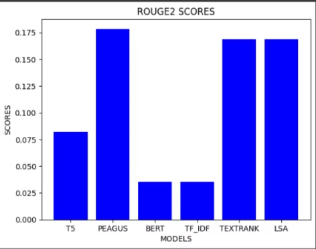 ROUGE2 SCORES
0.175
0.150
0.125
0.100
0.075
0.050
0.025
0.000
SCORES
T5 PEAGUS BERT TF_IDF TEXTRANK LSA
MODELS